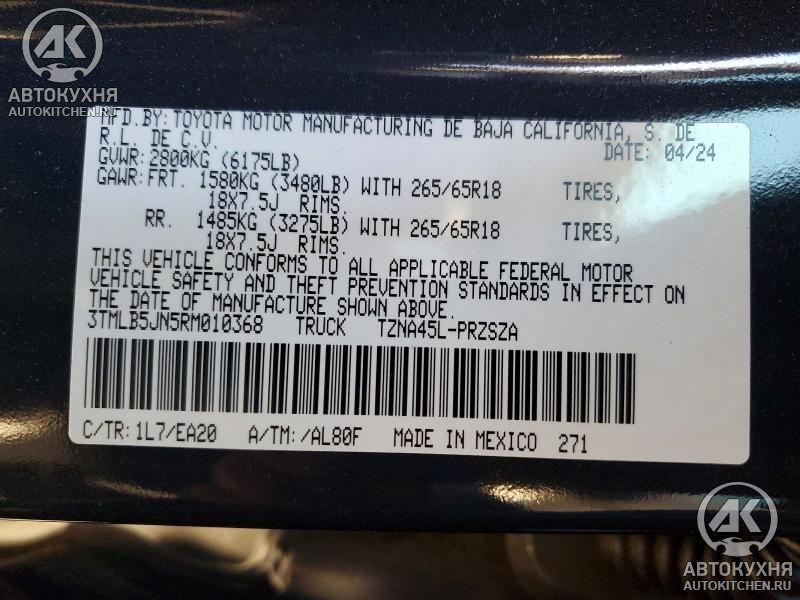 AK
АВТОКУХНЯ
AUTOKITCHEN.RU
MFD. BY: TOYOTA MOTOR MANUFACTURING DE BAJA CALIFORNIA, S. DE
R.L. DE C.V. DATE: 04/24
GVWR: 2800KG (6175LB)
GAWR: FRT. 1580KG (3480LB) WITH 265/65R18 TIRES,
18X7.5J RIMS.
RR. 1485KG (3275LB) WITH 265/65R18 TIRES,
18X7.5J RIMS.
THIS VEHICLE CONFORMS TO ALL APPLICABLE FEDERAL MOTOR
VEHICLE SAFETY AND THEFT PREVENTION STANDARDS IN EFFECT ON
THE DATE OF MANUFACTURE SHOWN ABOVE.
3TMLB5JN5RM010368 TRUCK TZNA45L-PRZSZA
C/TR: 1L7/EA20 A/TM: /AL80F MADE IN MEXICO 271
AK
АВТОКУХНЯ
AUTOKITCHEN.RU